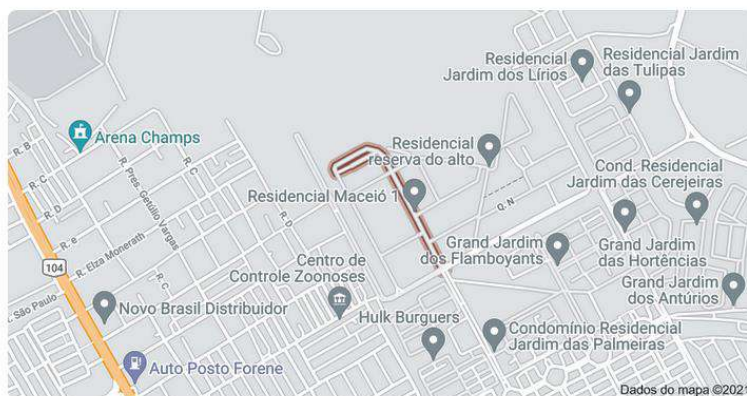 Residencial
Jardim dos Lírios
Residencial Jardim
das Tulipas
R. B
Arena Champs
R. C
R. C
R. Pres. Getúlio Vargas
R. D
R. D
Residencial
reserva do alto
Residencial Maceió 1
Cond. Residencial
Jardim das Cerejeiras
Q N
R. e
R. Elza Monerath
104
Grand Jardim
dos Flamboyants
Grand Jardim
das Hortências
Centro de
Controle Zoonoses
Grand Jardim
dos Antúrios
R. São Paulo
Novo Brasil Distribuidor
Hulk Burguers
Condomínio Residencial
Jardim das Palmeiras
Auto Posto Forene
Dados do mapa ©2021